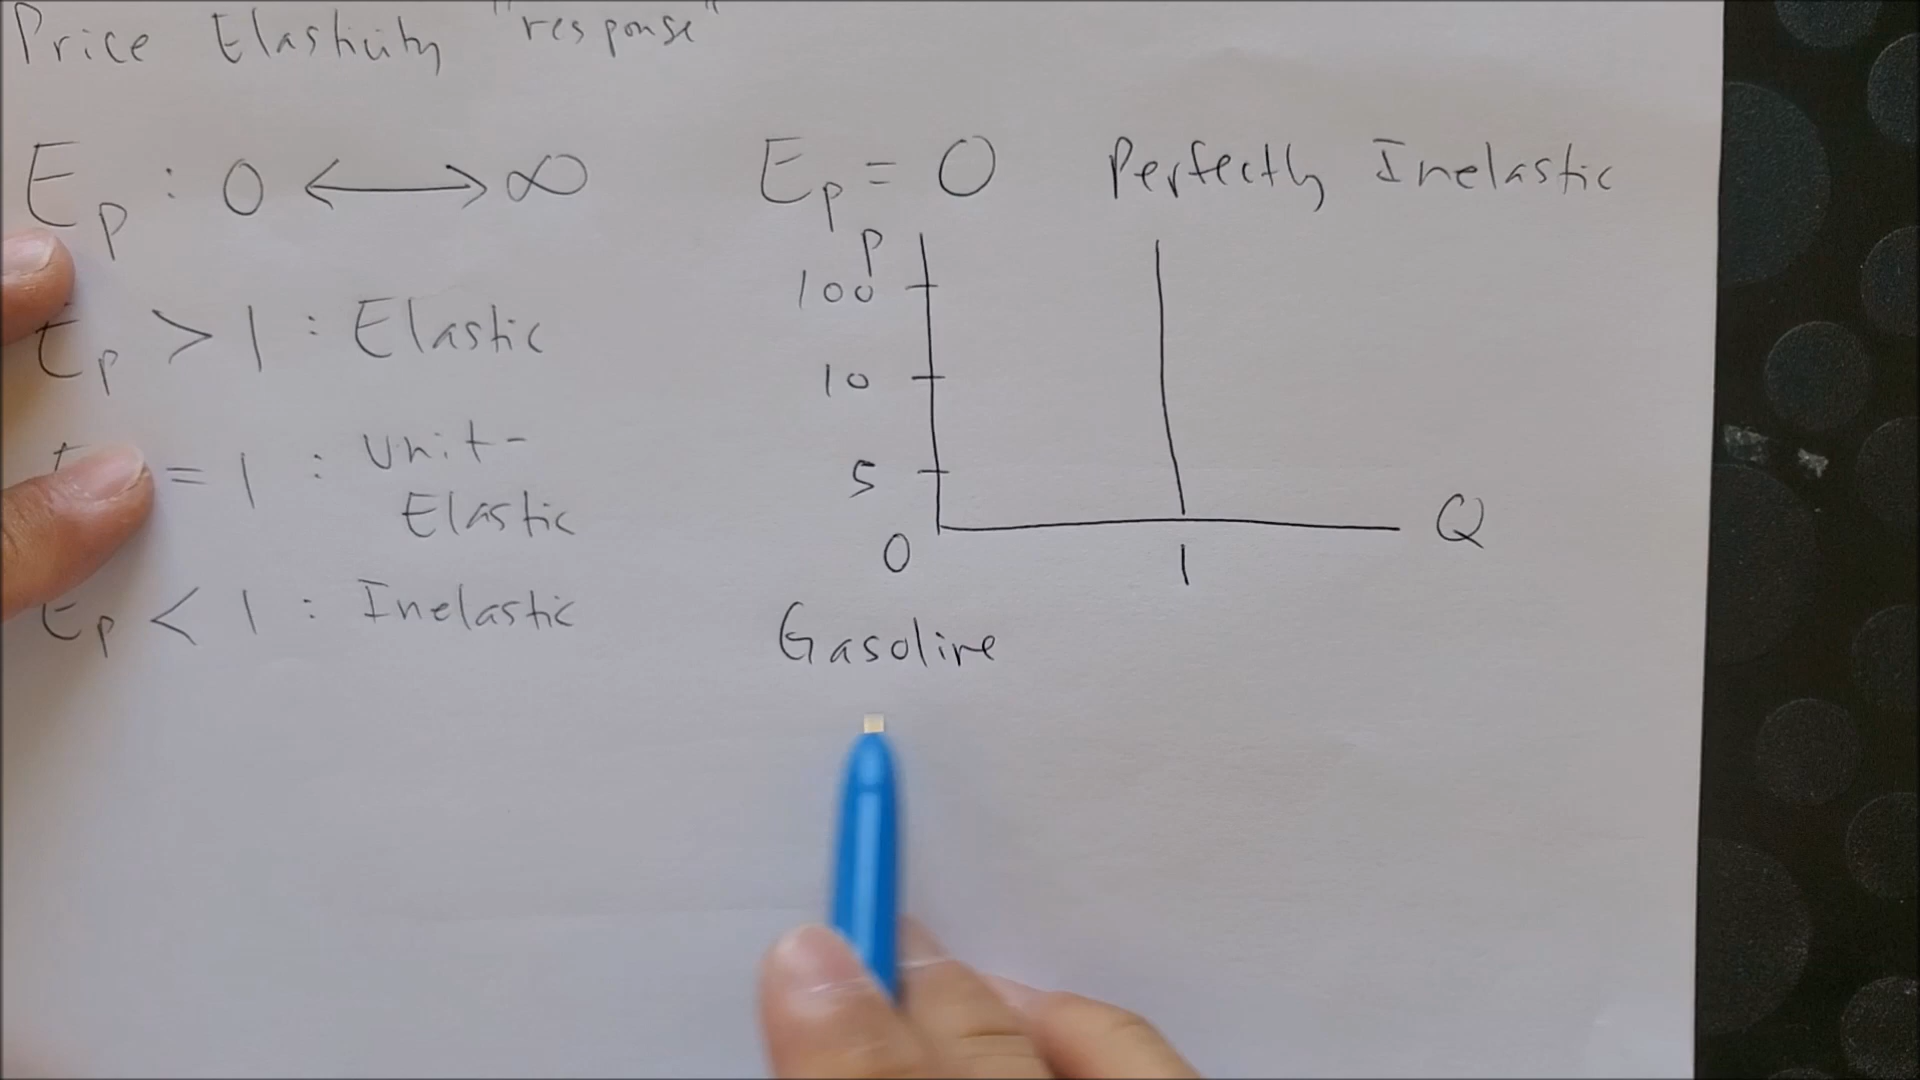 Price Elasticity "response"
Ep : 0 ⟷ ∞
Ep > 1 : Elastic
= 1 : Unit-
Elastic
Ep < 1 : Inelastic
Ep = 0 Perfectly Inelastic
P
100
10
5
0
1
Q
Gasoline